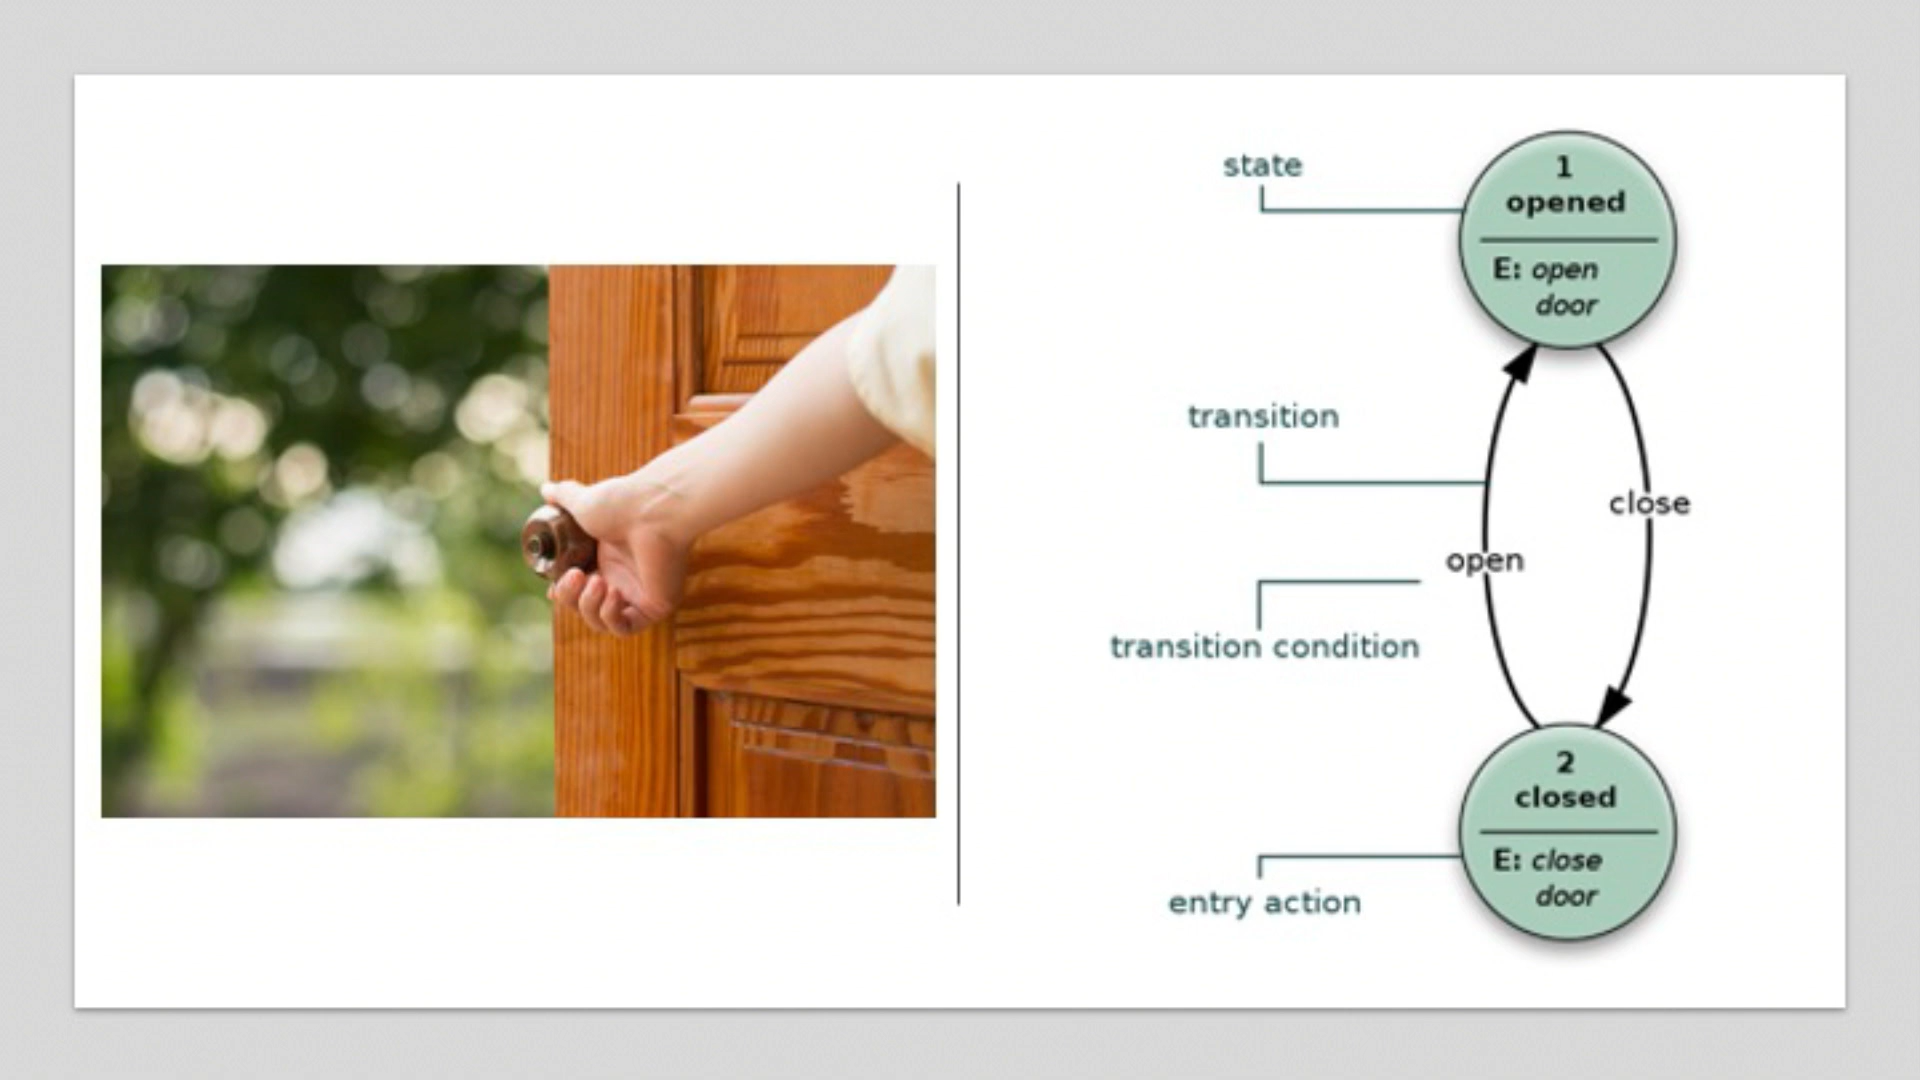 state
1
opened
E: open
door
transition
close
open
transition condition
2
closed
E: close
door
entry action